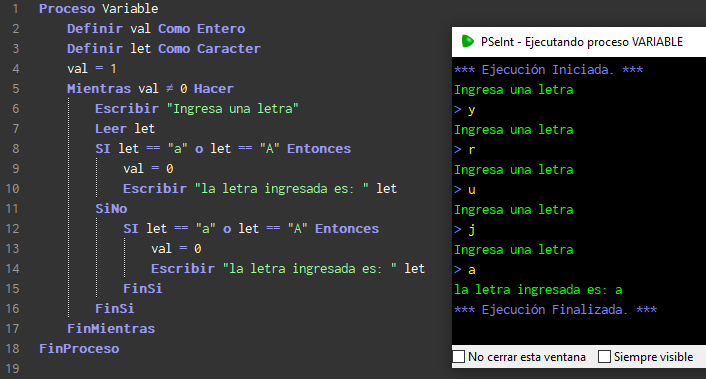 1 Proceso Variable
2 Definir val Como Entero
3 Definir let Como Caracter
4 val = 1
5 Mientras val ≠ 0 Hacer
6 Escribir "Ingresa una letra"
7 Leer let
8 SI let == "a" o let == "A" Entonces
9 val = 0
10 Escribir "la letra ingresada es: " let
11 SiNo
12 SI let == "a" o let == "A" Entonces
13 val = 0
14 Escribir "la letra ingresada es: " let
15 FinSi
16 FinSi
17 FinMientras
18 FinProceso
19
PSeInt - Ejecutando proceso VARIABLE
*** Ejecución Iniciada. ***
Ingresa una letra
> y
Ingresa una letra
> r
Ingresa una letra
> u
Ingresa una letra
> j
Ingresa una letra
> a
la letra ingresada es: a
*** Ejecución Finalizada. ***
No cerrar esta ventana Siempre visible